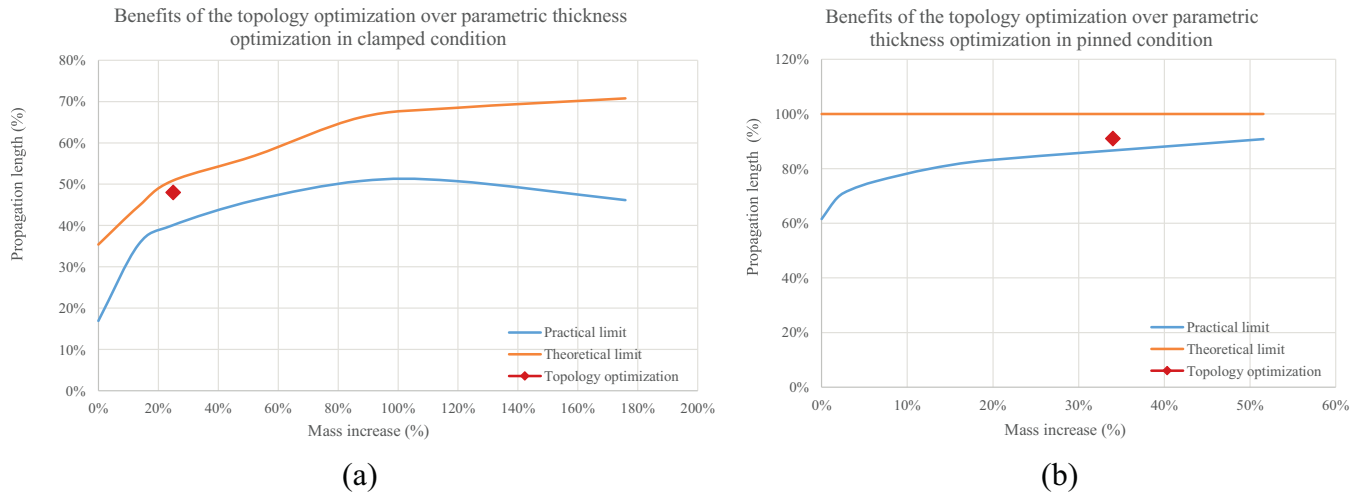 Benefits of the topology optimization over parametric thickness
optimization in clamped condition
80%
70%
60%
50%
40%
30%
20%
10%
0%
Propagation length (%)
Practical limit
Theoretical limit
Topology optimization
0% 20% 40% 60% 80% 100% 120% 140% 160% 180% 200%
Mass increase (%)
(a)
Benefits of the topology optimization over parametric
thickness optimization in pinned condition
120%
100%
80%
60%
40%
20%
0%
Propagation length (%)
Practical limit
Theoretical limit
Topology optimization
0% 10% 20% 30% 40% 50% 60%
Mass increase (%)
(b)